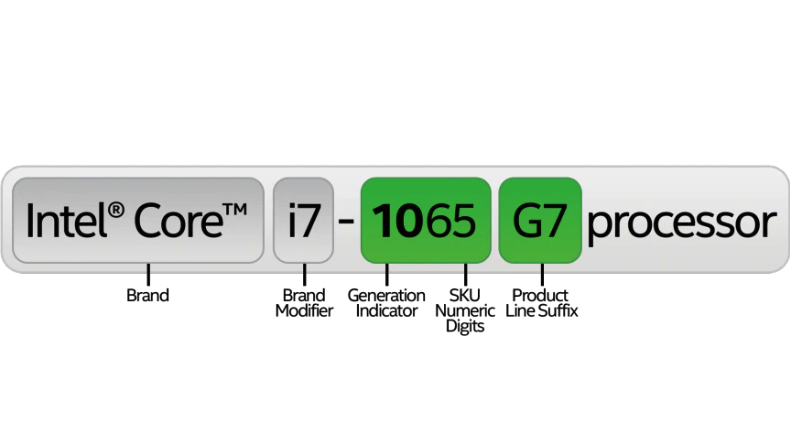 Intel® Core™ i7 - 1065 G7 processor
Brand
Brand Modifier
Generation Indicator
SKU Numeric Digits
Product Line Suffix